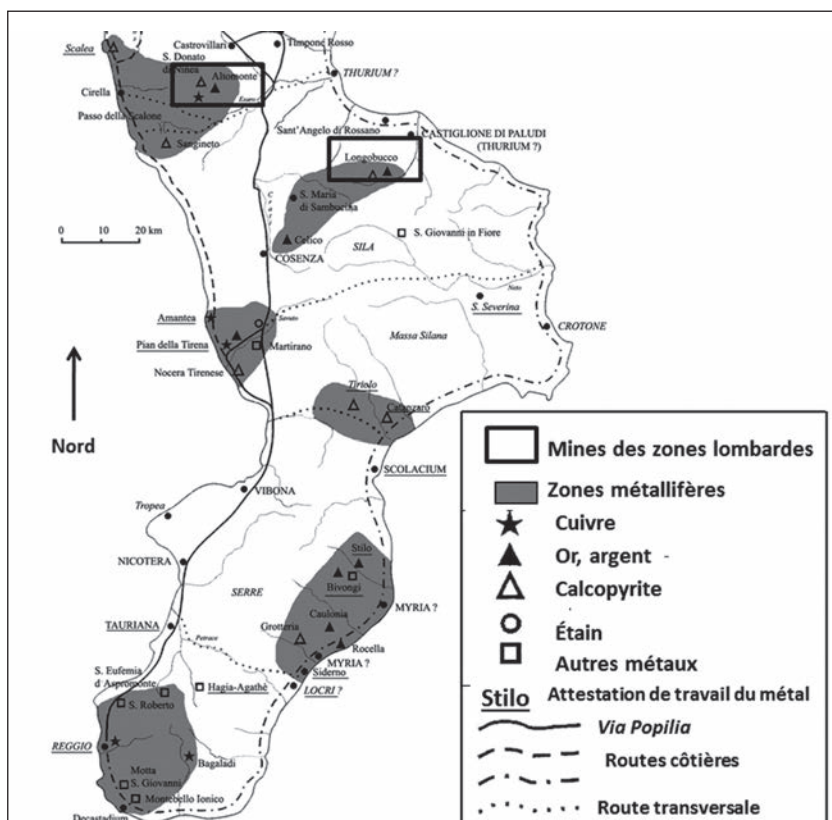 Scalea
Castrovillari
Timpone Rosso
S. Donato
di Ninea
Altomonte
THURIUM ?
Cirella
Esaro
Passo della Scalone
Sant'Angelo di Rossano
CASTIGLIONE DI PALUDI
(THURIUM ?)
Sangineto
Longobucco
S. Maria
di Sambucina
0 10 20 km
Celico
S. Giovanni in Fiore
COSENZA
SILA
Neto
S. Severina
Amantea
Savuto
CROTONE
Pian della Tirena
Martirano
Massa Silana
Nocera Tirenese
Nord
Tiriolo
Catanzaro
SCOLACIUM
VIBONA
Tropea
NICOTERA
SERRE
Stilo
Bivongi
TAURIANA
Caulonia
MYRIA ?
Grotteria
Petrace
Rocella
MYRIA ?
Siderno
S. Eufemia
d'Aspromonte
Hagia-Agathè
LOCRI ?
S. Roberto
REGGIO
Bagaladi
Motta
S. Giovanni
Montebello Ionico
Decastadium
Mines des zones lombardes
Zones métallifères
Cuivre
Or, argent
Calcopyrite
Étain
Autres métaux
Stilo Attestation de travail du métal
Via Popilia
Routes côtières
Route transversale